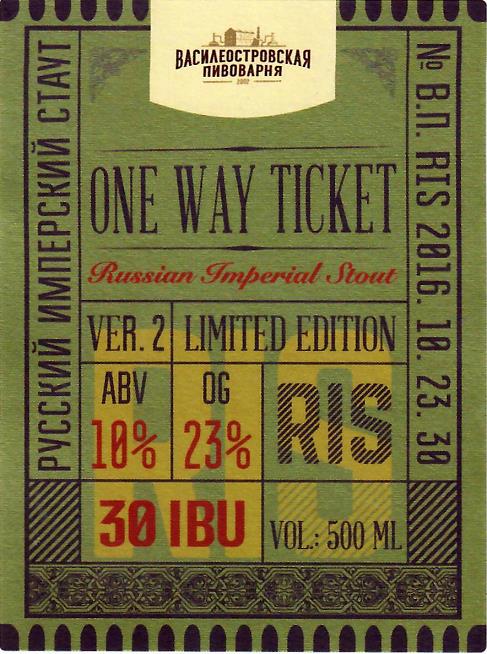 ВАСИЛЕОСТРОВСКАЯ
ПИВОВАРНЯ
2002
РУССКИЙ ИМПЕРСКИЙ СТАУТ
ONE WAY TICKET
Russian Imperial Stout
VER. 2
LIMITED EDITION
ABV
10%
OG
23%
RIS
30 IBU
VOL.: 500 ML
№ В.П. RIS 2016. 10. 23. 30
RIS